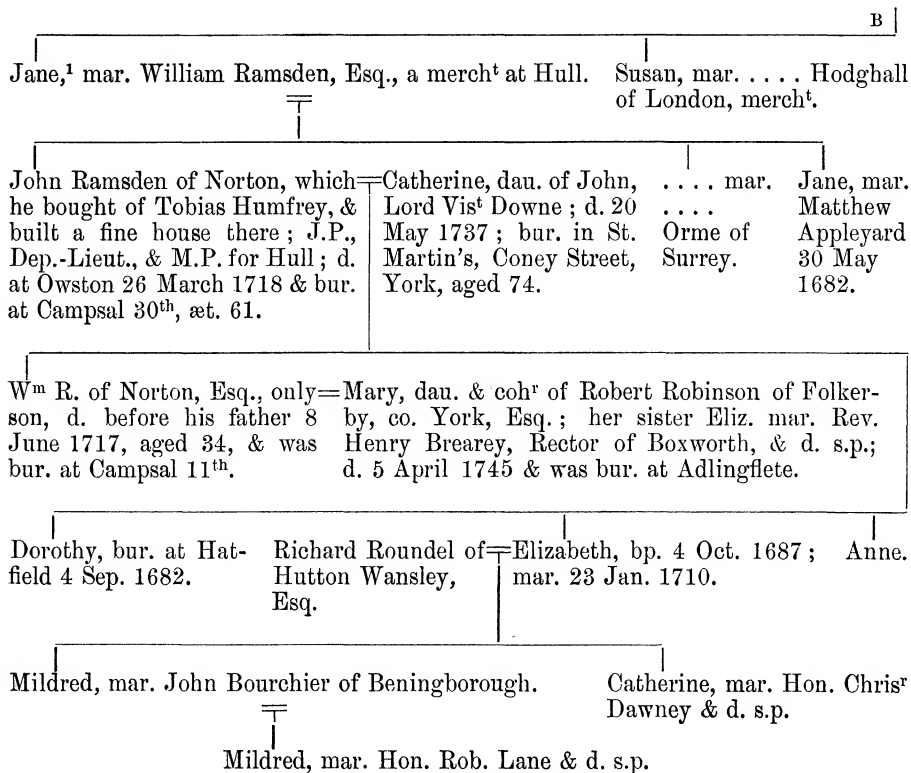 B
Jane,¹ mar. William Ramsden, Esq., a merchᵗ at Hull.
Susan, mar. . . . . . Hodghall
of London, merchᵗ.
John Ramsden of Norton, which
he bought of Tobias Humfrey, &
built a fine house there ; J.P.,
Dep.-Lieut., & M.P. for Hull ; d.
at Owston 26 March 1718 & bur.
at Campsal 30ᵗʰ, æt. 61.
Catherine, dau. of John,
Lord Visᵗ Downe ; d. 20
May 1737 ; bur. in St.
Martin's, Coney Street,
York, aged 74.
. . . . mar.
. . . .
Orme of
Surrey.
Jane, mar.
Matthew
Appleyard
30 May
1682.
Wᵐ R. of Norton, Esq., only
son, d. before his father 8
June 1717, aged 34, & was
bur. at Campsal 11ᵗʰ.
Mary, dau. & cohʳ of Robert Robinson of Folker-
by, co. York, Esq. ; her sister Eliz. mar. Rev.
Henry Brearey, Rector of Boxworth, & d. s.p.;
d. 5 April 1745 & was bur. at Adlingflete.
Dorothy, bur. at Hat-
field 4 Sep. 1682.
Richard Roundel of
Hutton Wansley,
Esq.
Elizabeth, bp. 4 Oct. 1687 ;
mar. 23 Jan. 1710.
Anne.
Mildred, mar. John Bourchier of Beningborough.
Catherine, mar. Hon. Chrisʳ
Dawney & d. s.p.
Mildred, mar. Hon. Rob. Lane & d. s.p.